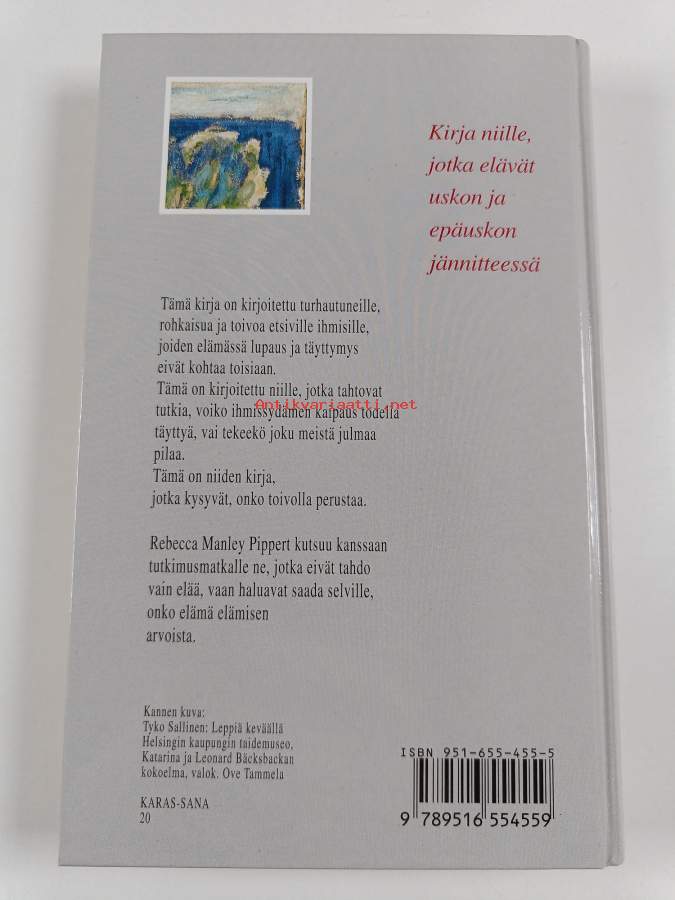 Kirja niille,
jotka elävät
uskon ja
epäuskon
jännitteessä
Tämä kirja on kirjoitettu turhautuneille,
rohkaisua ja toivoa etsiville ihmisille,
joiden elämässä lupaus ja täyttymys
eivät kohtaa toisiaan.
Tämä on kirjoitettu niille, jotka tahtovat
Antikvariaatti.net
tutkia, voiko ihmissydämen kaipaus todella
täyttyä, vai tekeekö joku meistä julmaa
pilaa.
Tämä on niiden kirja,
jotka kysyvät, onko toivolla perustaa.
Rebecca Manley Pippert kutsuu kanssaan
tutkimusmatkalle ne, jotka eivät tahdo
vain elää, vaan haluavat saada selville,
onko elämä elämisen
arvoista.
Kannen kuva:
Tyko Sallinen: Leppiä keväällä
Helsingin kaupungin taidemuseo,
Katarina ja Leonard Bäcksbackan
kokoelma, valok. Ove Tammela
KARAS-SANA
20
ISBN 951-655-455-5
9 789516 554559